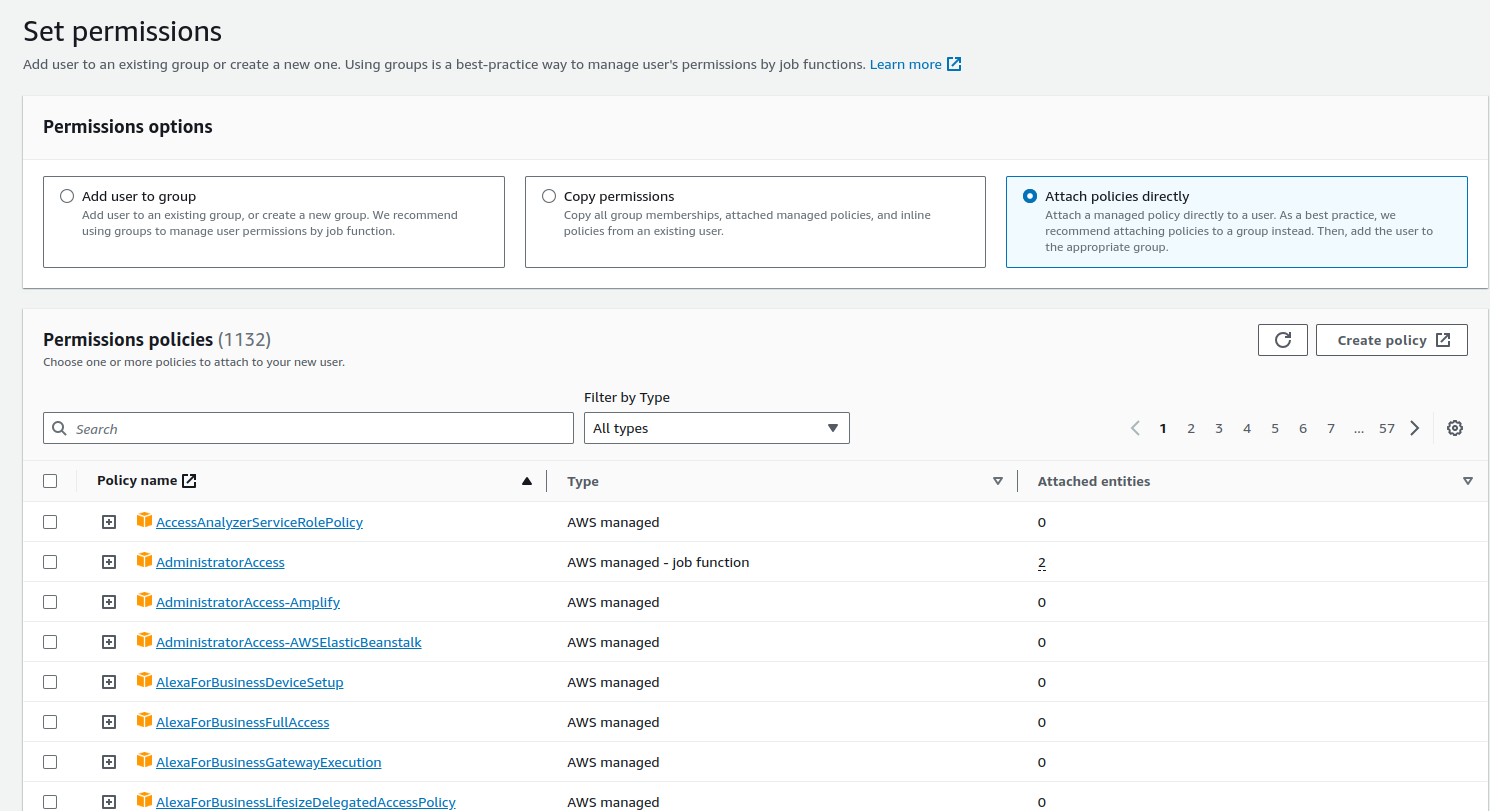 Set permissions
Add user to an existing group or create a new one. Using groups is a best-practice way to manage user's permissions by job functions. Learn more
Permissions options
Add user to group
Add user to an existing group, or create a new group. We recommend
using groups to manage user permissions by job function.
Copy permissions
Copy all group memberships, attached managed policies, and inline
policies from an existing user.
Attach policies directly
Attach a managed policy directly to a user. As a best practice, we
recommend attaching policies to a group instead. Then, add the user to
the appropriate group.
Permissions policies (1132)
Choose one or more policies to attach to your new user.
Create policy
Filter by Type
Search
All types
1 2 3 4 5 6 7 ... 57
Policy name Type Attached entities
AccessAnalyzerServiceRolePolicy AWS managed 0
AdministratorAccess AWS managed - job function 2
AdministratorAccess-Amplify AWS managed 0
AdministratorAccess-AWSElasticBeanstalk AWS managed 0
AlexaForBusinessDeviceSetup AWS managed 0
AlexaForBusinessFullAccess AWS managed 0
AlexaForBusinessGatewayExecution AWS managed 0
AlexaForBusinessLifesizeDelegatedAccessPolicy AWS managed 0